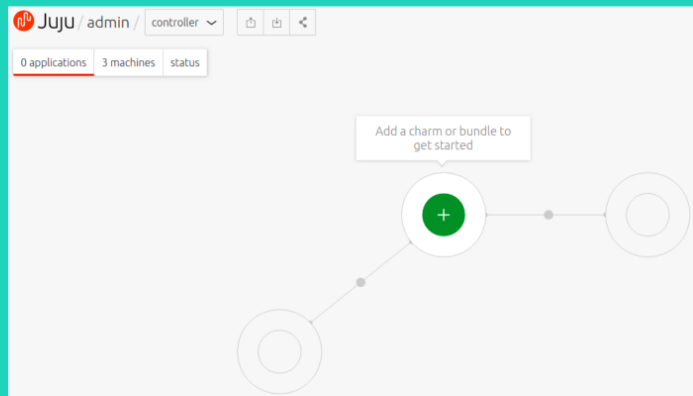 Juju / admin / controller
0 applications 3 machines status
Add a charm or bundle to
get started